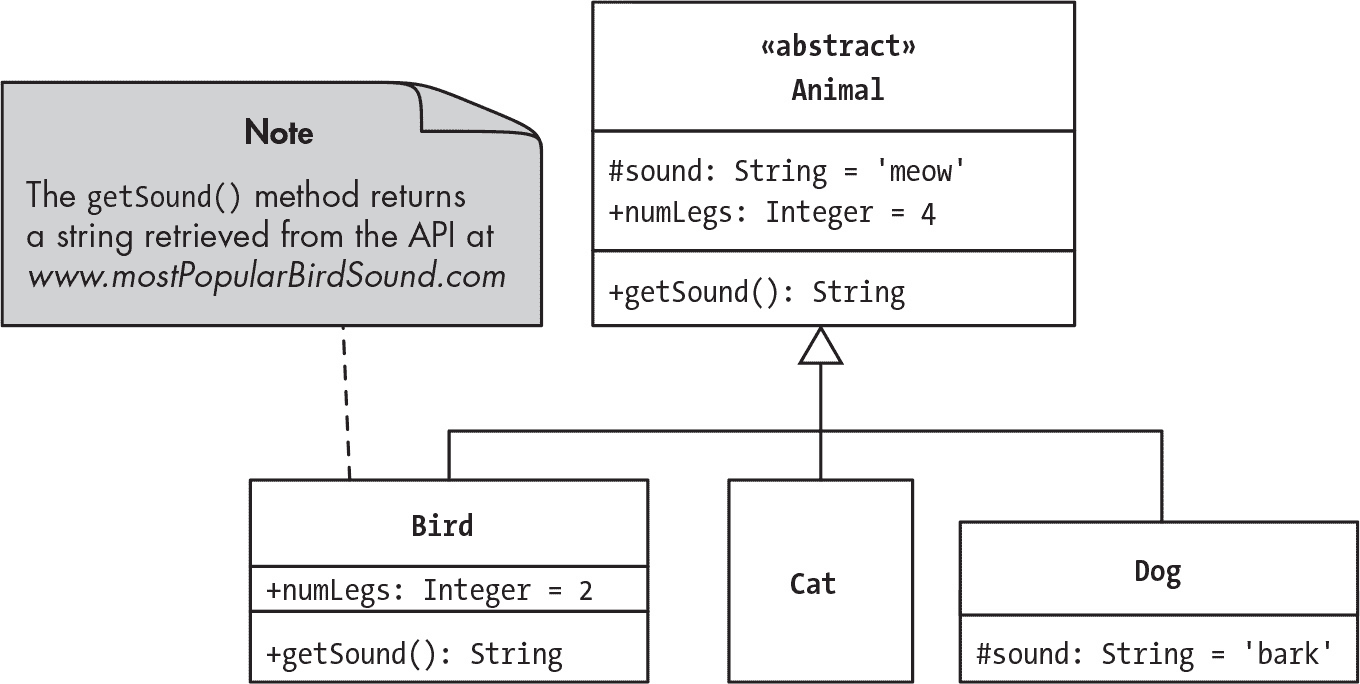 «abstract»
Animal
#sound: String = 'meow'
+numLegs: Integer = 4
+getSound(): String
Note
The getSound() method returns
a string retrieved from the API at
www.mostPopularBirdSound.com
Bird
+numLegs: Integer = 2
+getSound(): String
Cat
Dog
#sound: String = 'bark'